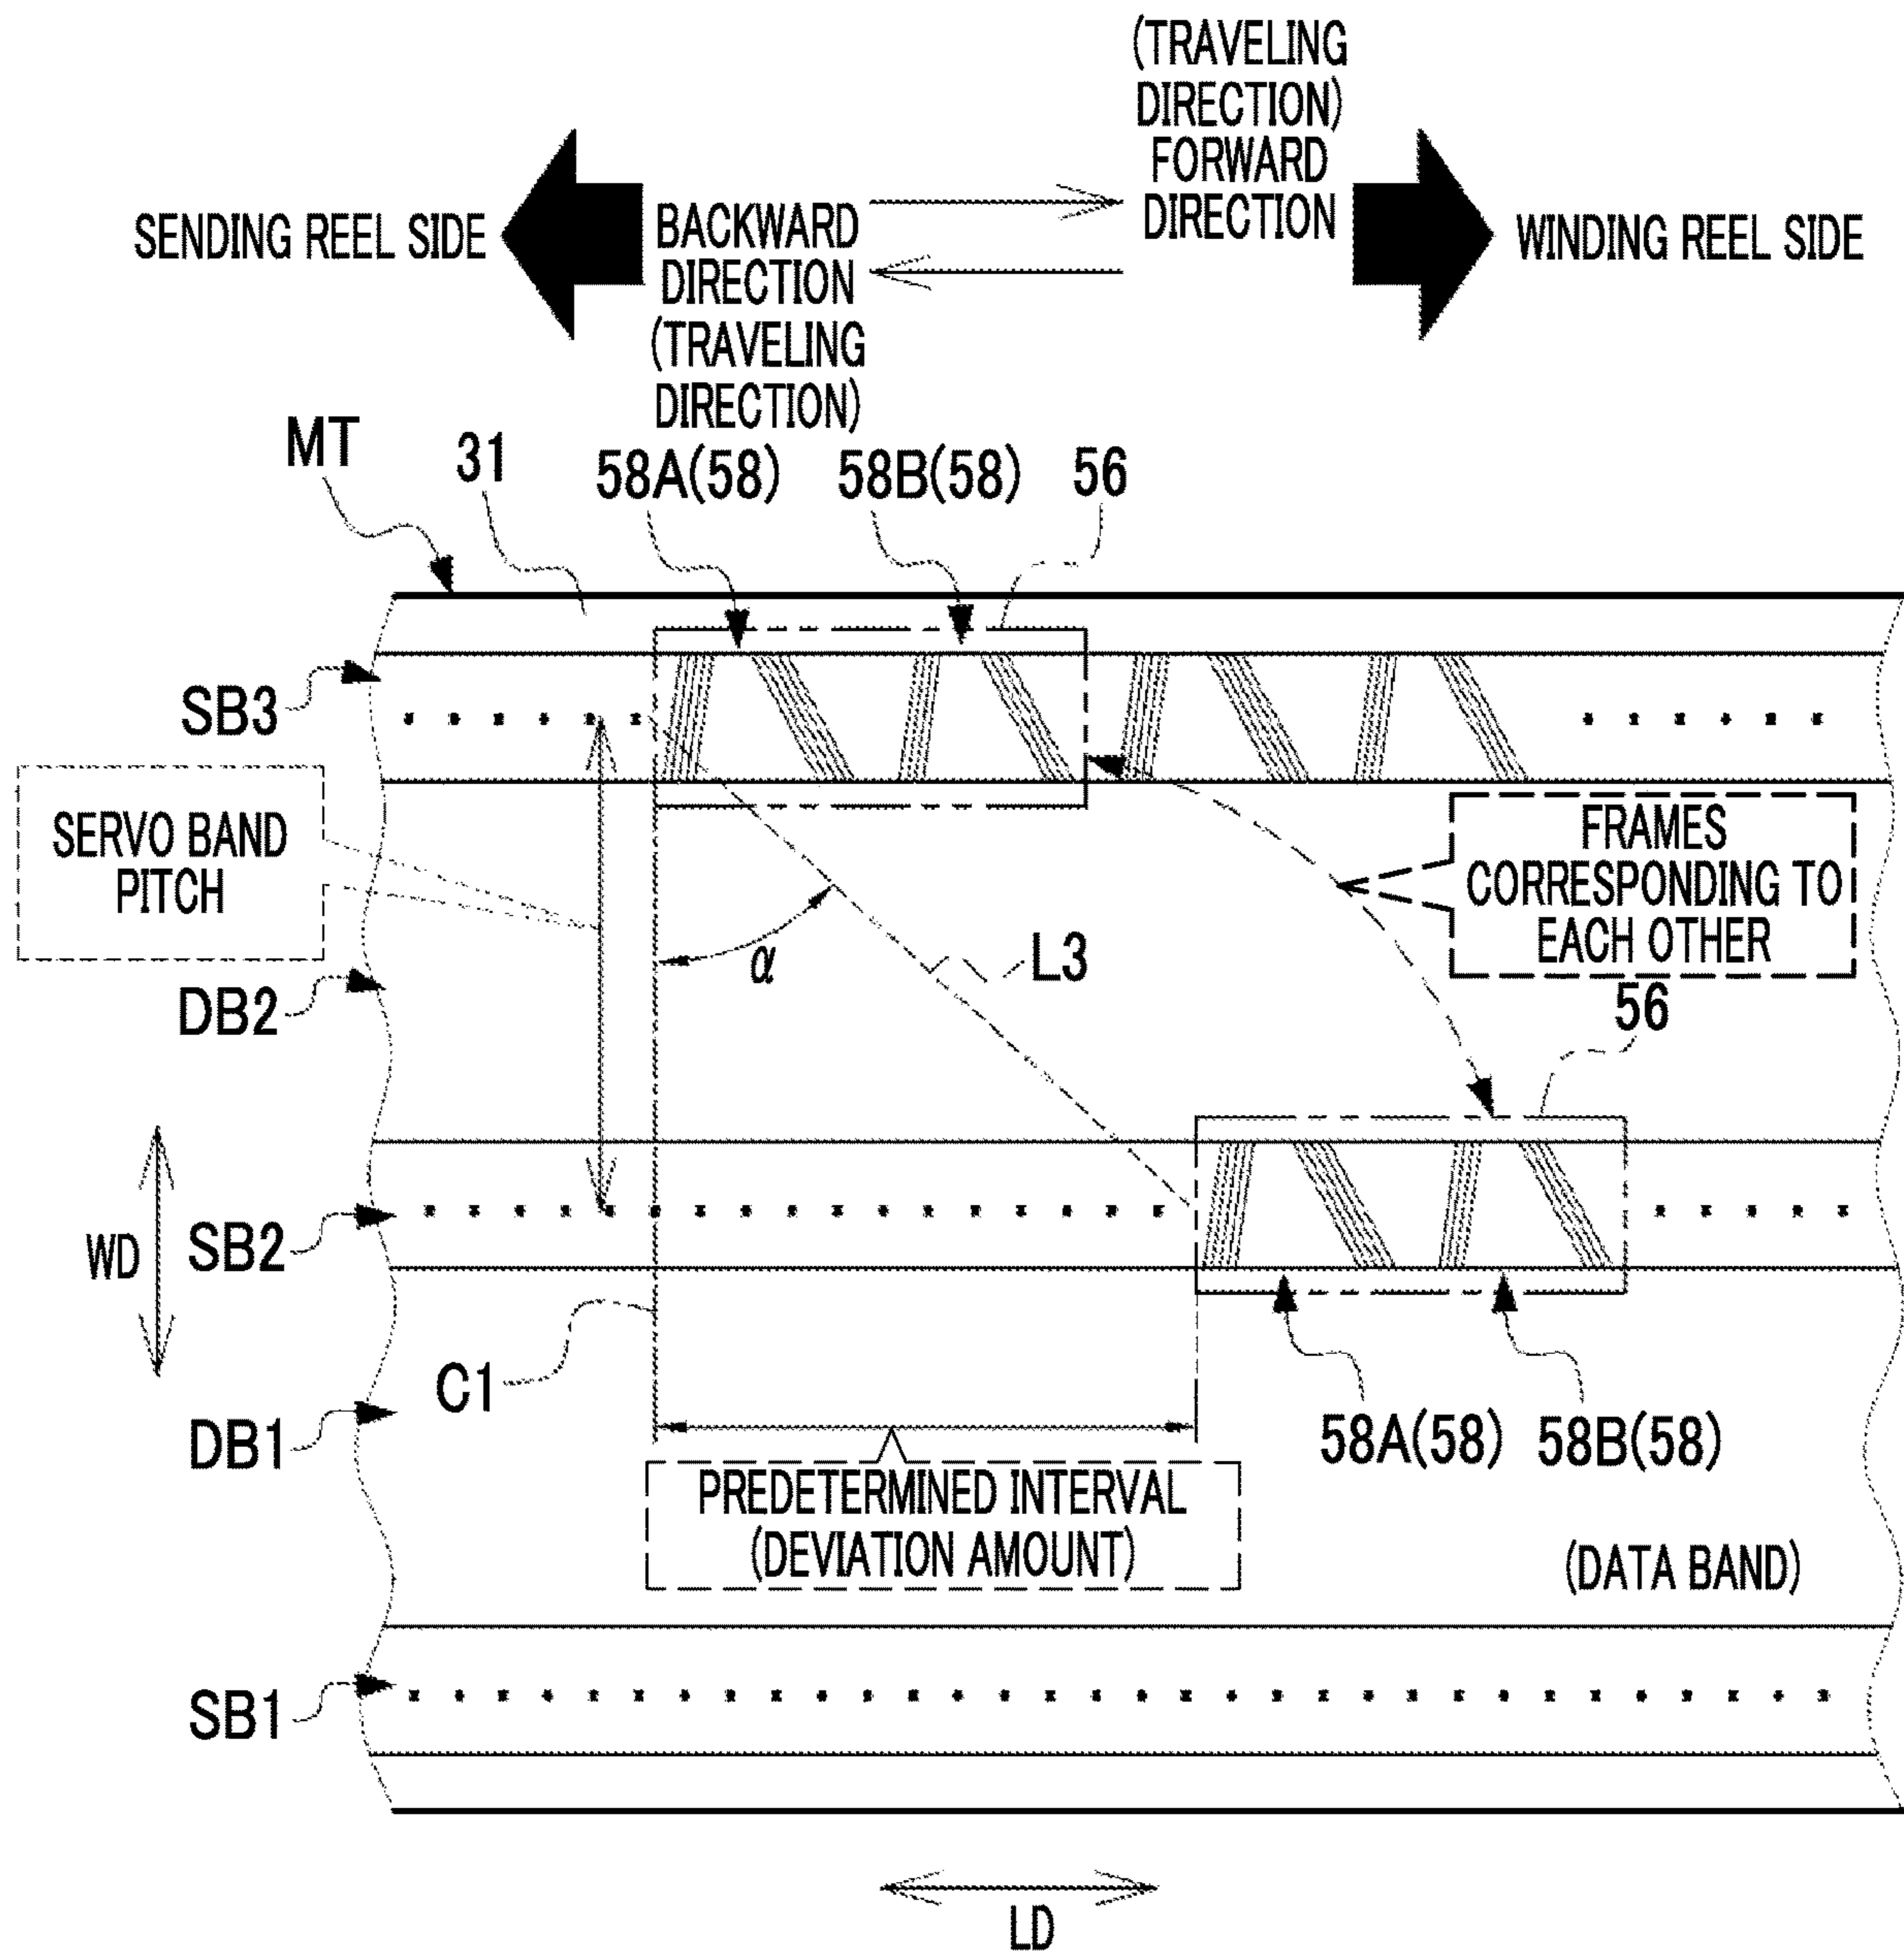 (TRAVELING
DIRECTION)
FORWARD
DIRECTION
SENDING REEL SIDE
BACKWARD
DIRECTION
(TRAVELING
DIRECTION)
WINDING REEL SIDE
MT
31
58A(58)
58B(58)
56
SB3
SERVO BAND
PITCH
FRAMES
CORRESPONDING TO
EACH OTHER
α
L3
DB2
56
WD
SB2
C1
DB1
58A(58)
58B(58)
PREDETERMINED INTERVAL
(DEVIATION AMOUNT)
(DATA BAND)
SB1
LD